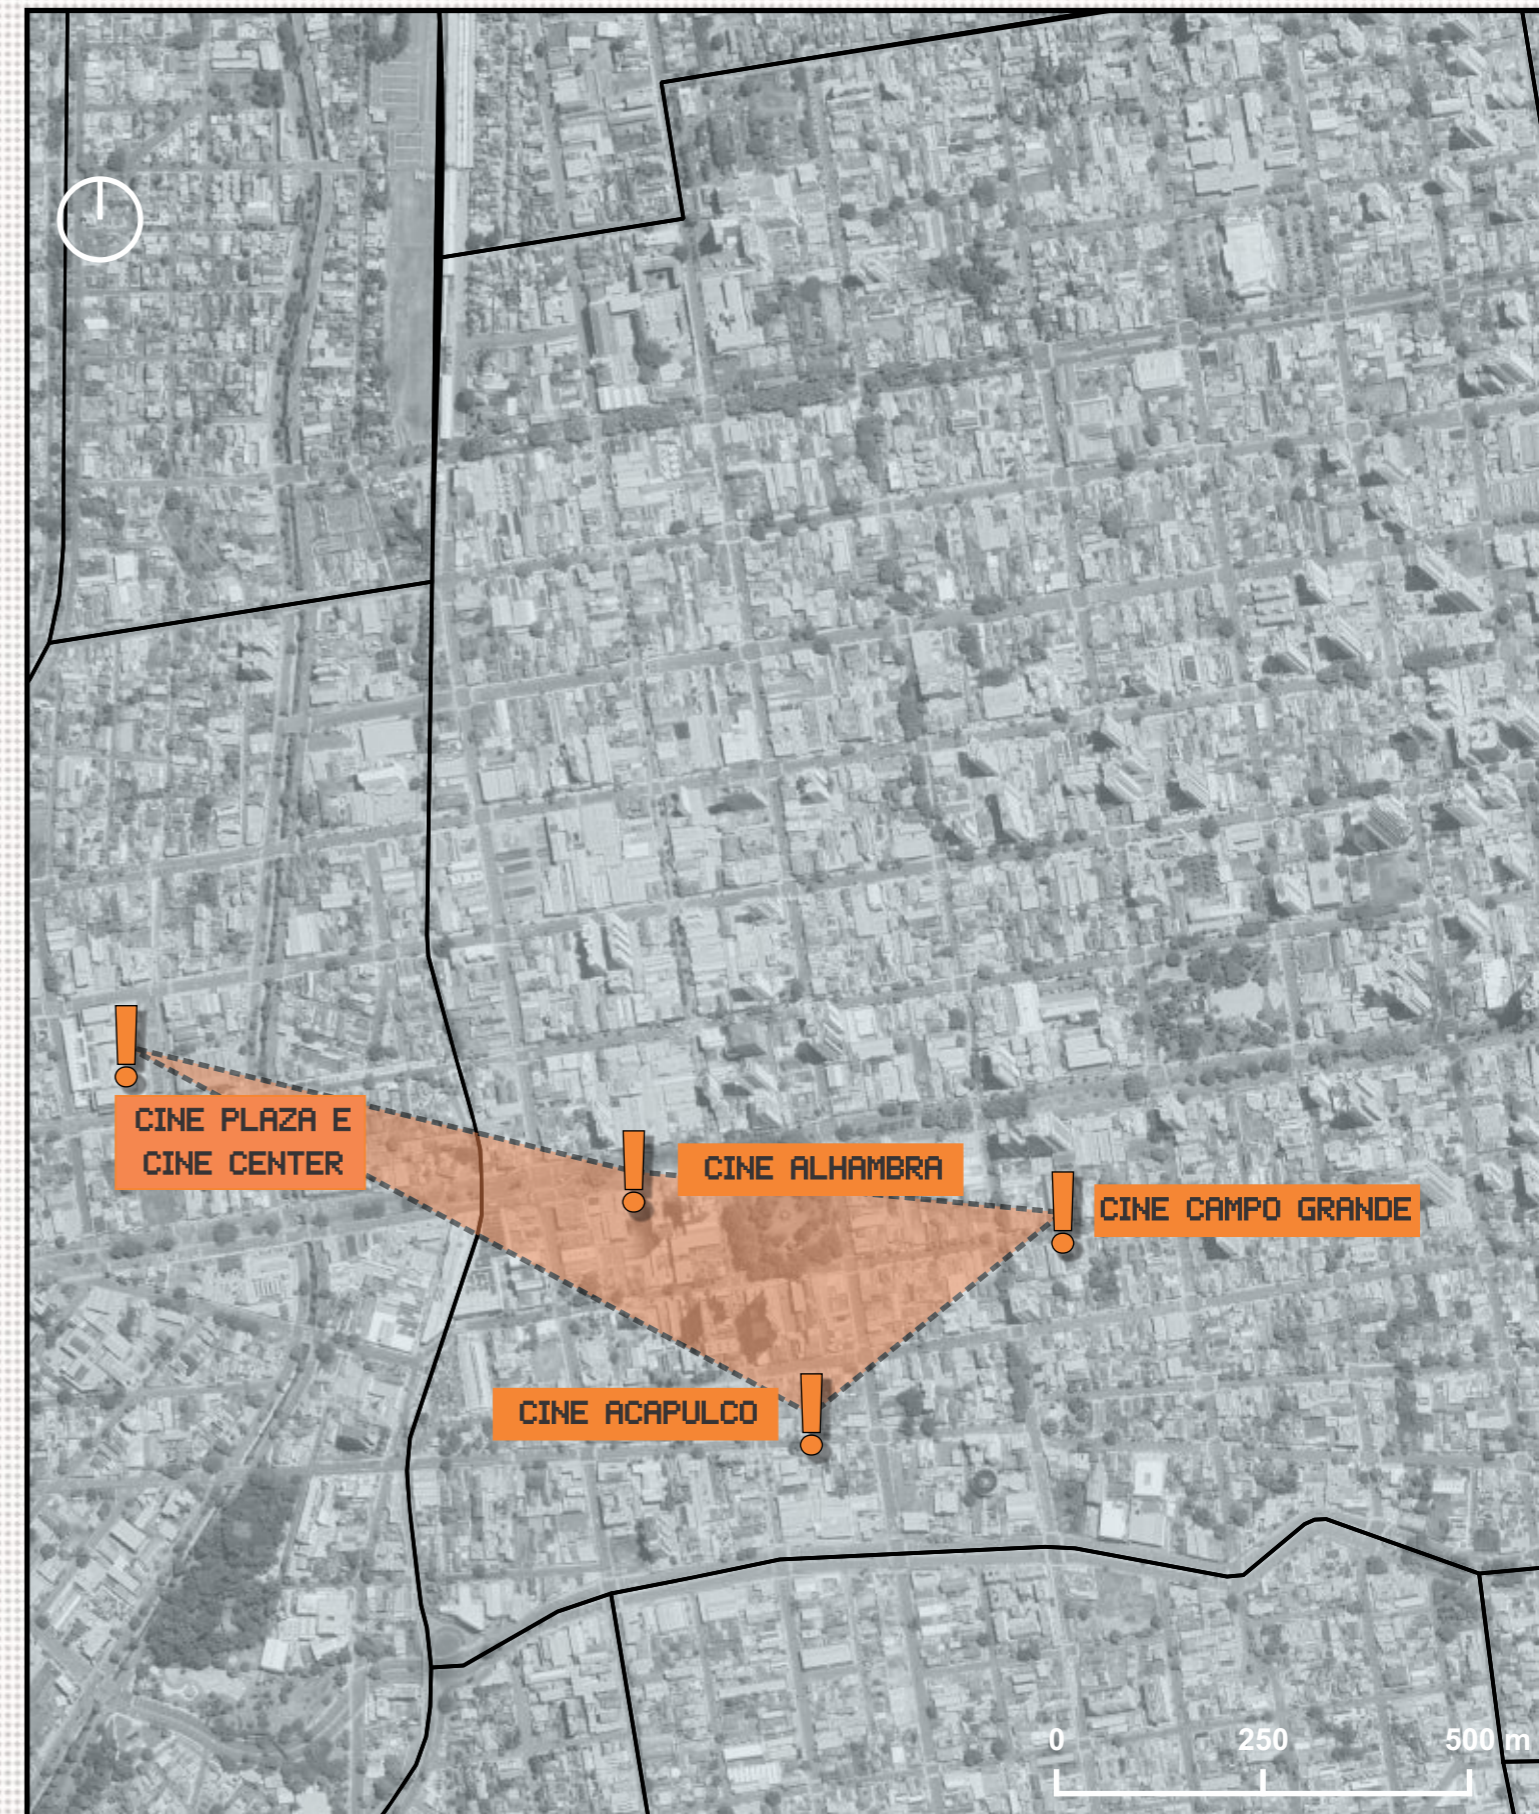 CINE PLAZA E
CINE CENTER
CINE ALHAMBRA
CINE CAMPO GRANDE
CINE ACAPULCO
0 250 500 m